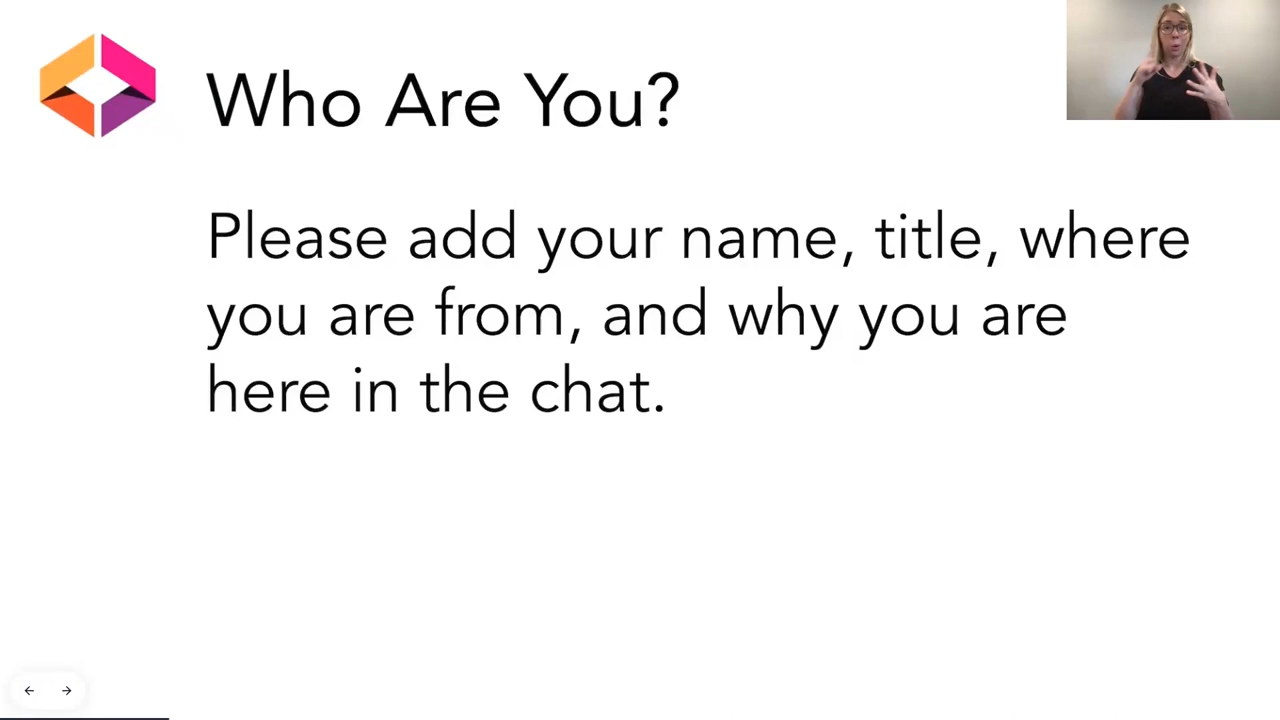 Who Are You?
Please add your name, title, where
you are from, and why you are
here in the chat.